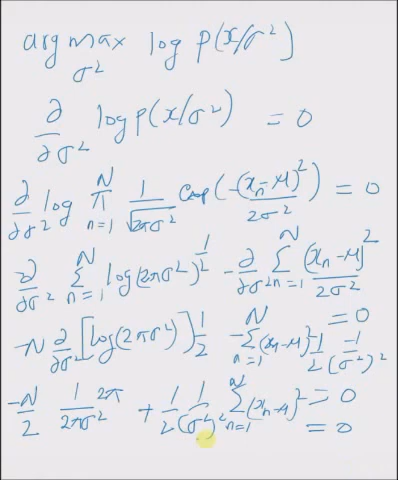 arg max log P(x/σ²)
σ²
∂/∂σ² log P(x/σ²) = 0
∂/∂σ² log N π n=1 1/√2πσ² exp(-(xn-μ)²/2σ²) = 0
∂/∂σ² N Σ n=1 log(2πσ²)^1/2 - ∂/∂σ² N Σ n=1 (xn-μ)²/2σ²
-N ∂/∂σ² [log(2πσ²)] 1/2 - N Σ n=1 (xn-μ)² 1/2 -1/(σ²)² = 0
-N/2 1/2πσ² 2π + 1/2 1/(σ²)² N Σ n=1 (xn-μ)² = 0
= 0